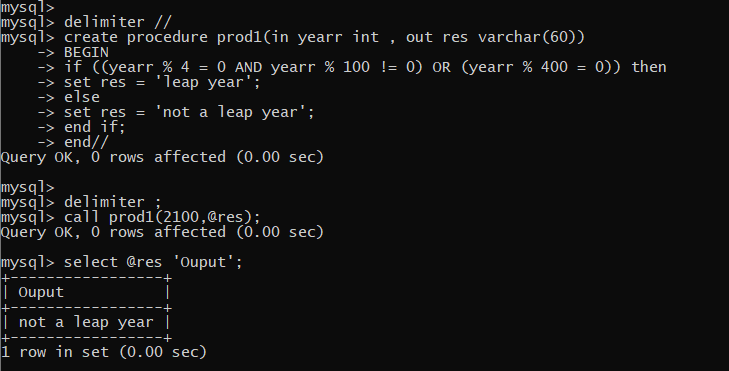 mysql>
mysql> delimiter //
mysql> create procedure prod1(in yearr int , out res varchar(60))
    -> BEGIN
    -> if ((yearr % 4 = 0 AND yearr % 100 != 0) OR (yearr % 400 = 0)) then
    -> set res = 'leap year';
    -> else
    -> set res = 'not a leap year';
    -> end if;
    -> end//
Query OK, 0 rows affected (0.00 sec)
mysql>
mysql> delimiter ;
mysql> call prod1(2100,@res);
Query OK, 0 rows affected (0.00 sec)
mysql> select @res 'Ouput';
+-----------------+
| Ouput           |
+-----------------+
| not a leap year |
+-----------------+
1 row in set (0.00 sec)